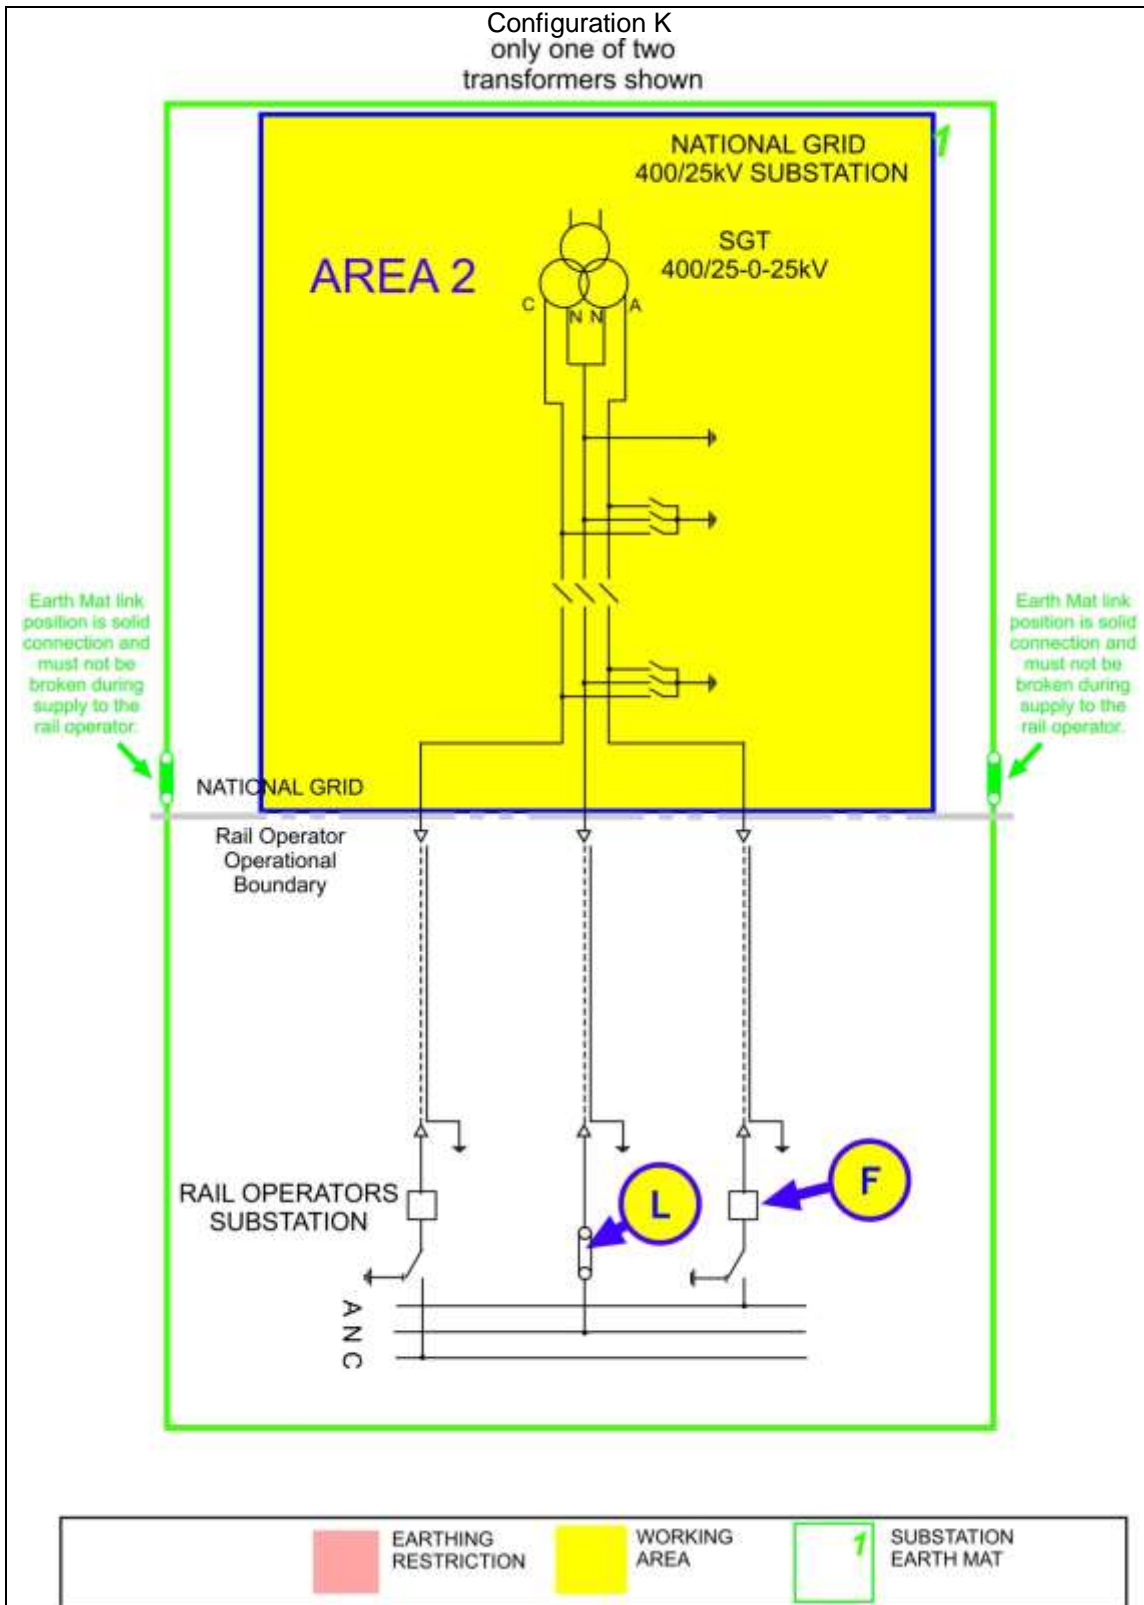 Configuration K
only one of two
transformers shown
NATIONAL GRID
400/25kV SUBSTATION
1
AREA 2
SGT
400/25-0-25kV
C
N N
A
Earth Mat link
position is solid
connection and
must not be
broken during
supply to the
rail operator.
Earth Mat link
position is solid
connection and
must not be
broken during
supply to the
rail operator.
NATIONAL GRID
Rail Operator
Operational
Boundary
RAIL OPERATORS
SUBSTATION
L
F
A
N
C
EARTHING
RESTRICTION
WORKING
AREA
1
SUBSTATION
EARTH MAT